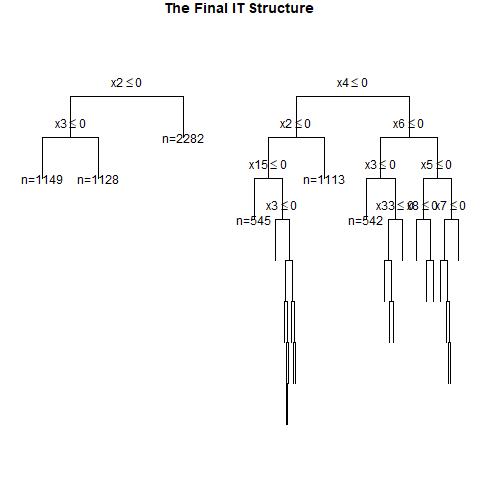 The Final IT Structure
x2 ≤ 0
x4 ≤ 0
x3 ≤ 0
n=2282
x2 ≤ 0
x6 ≤ 0
n=1149
n=1128
x15 ≤ 0
n=1113
x3 ≤ 0
x5 ≤ 0
n=545
x3 ≤ 0
n=542
x33 ≤ 0
x8 ≤ 0
x7 ≤ 0